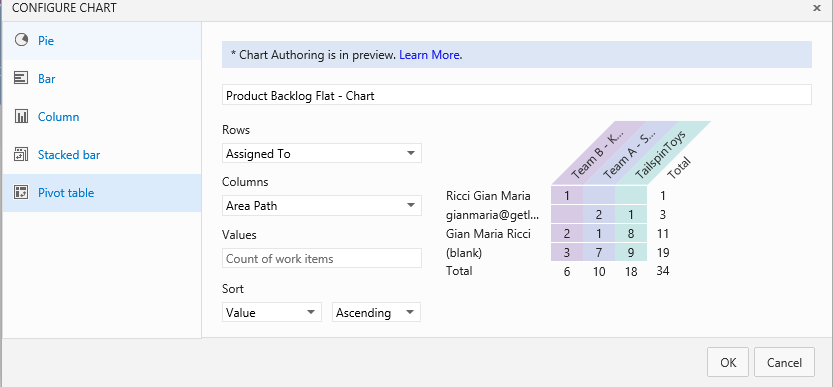 CONFIGURE CHART
Pie
Bar
Column
Stacked bar
Pivot table
* Chart Authoring is in preview. Learn More.
Product Backlog Flat - Chart
Rows
Assigned To
Columns
Area Path
Values
Count of work items
Sort
Value Ascending
Team B - K... Team A - S... TailspinToys Total
Ricci Gian Maria 1 1
gianmaria@getl... 2 1 3
Gian Maria Ricci 2 1 8 11
(blank) 3 7 9 19
Total 6 10 18 34
OK Cancel